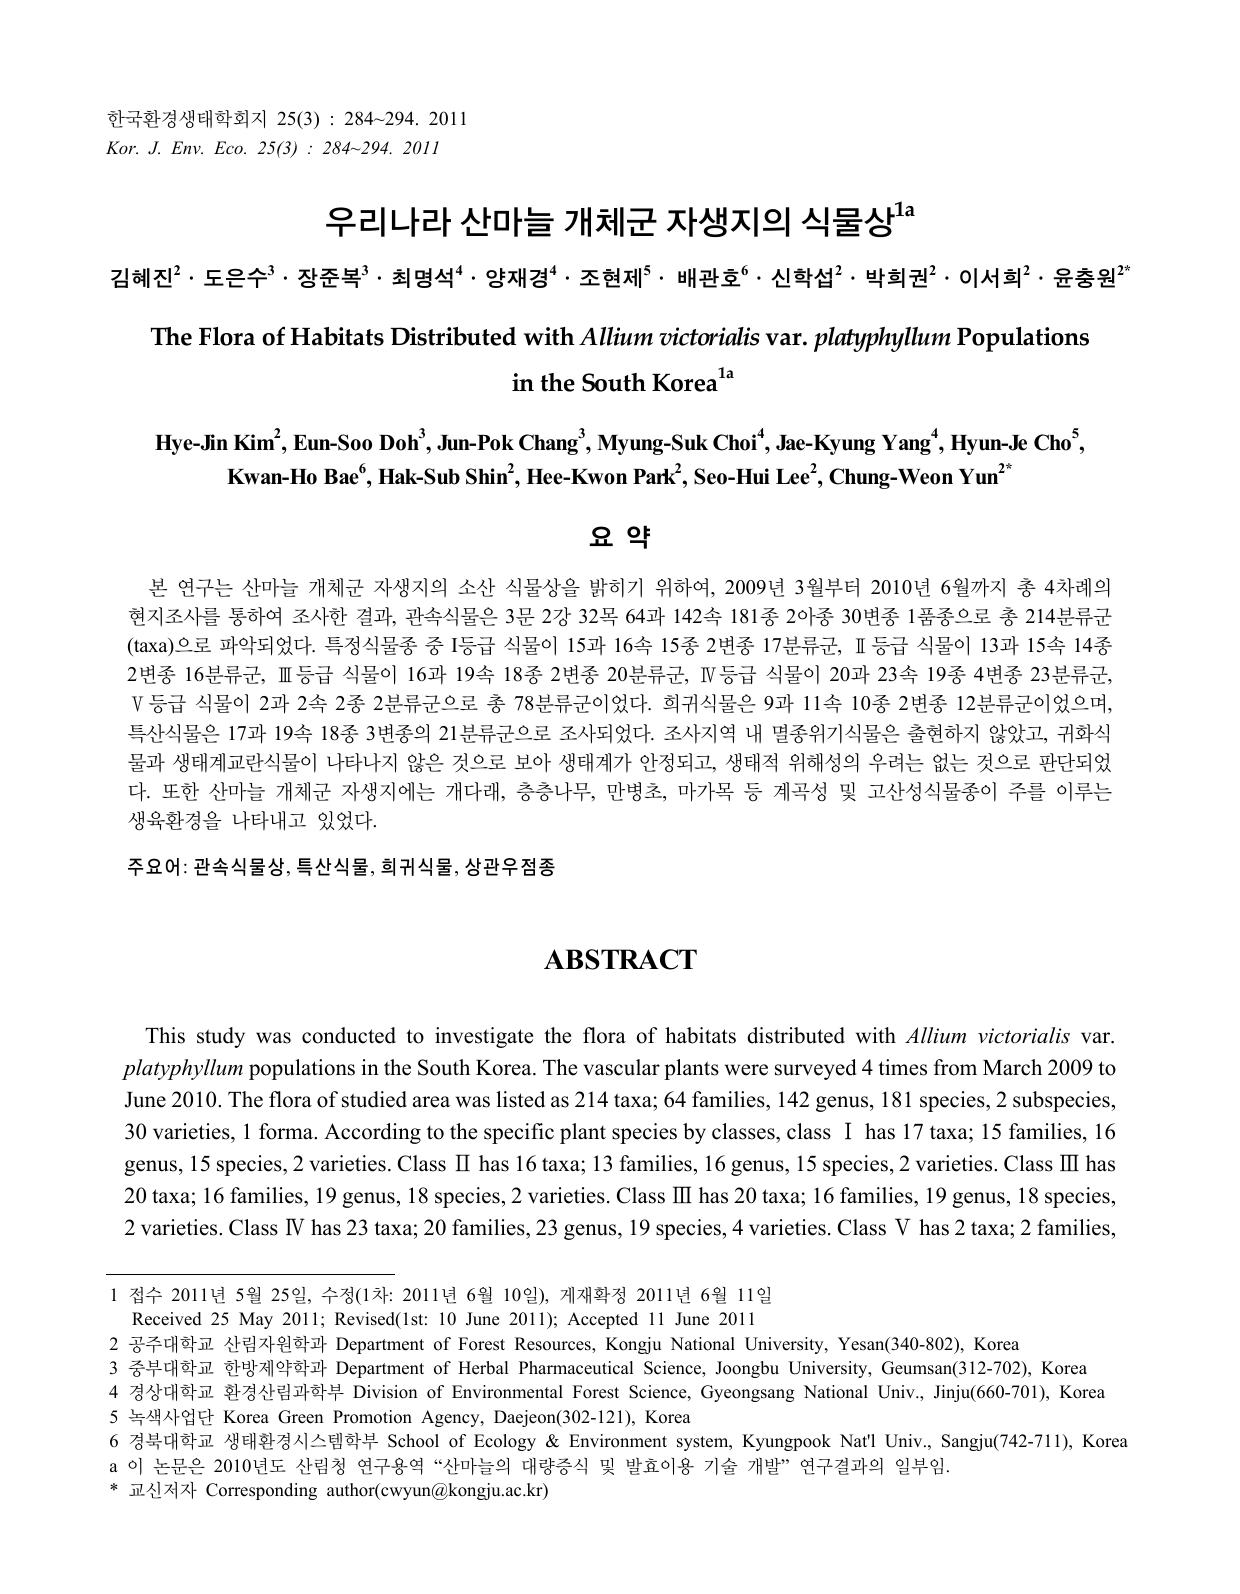 한국환경생태학회지 25(3) : 284~294. 2011
Kor. J. Env. Eco. 25(3) : 284~294. 2011
우리나라 산마늘 개체군 자생지의 식물상1a
김혜진2 · 도은수3 · 장준복3 · 최명석4 · 양재경4 · 조현제5 · 배관호6 · 신학섭2 · 박희권2 · 이서희2 · 윤충원2*
The Flora of Habitats Distributed with Allium victorialis var. platyphyllum Populations
in the South Korea1a
Hye-Jin Kim2, Eun-Soo Doh3, Jun-Pok Chang3, Myung-Suk Choi4, Jae-Kyung Yang4, Hyun-Je Cho5,
Kwan-Ho Bae6, Hak-Sub Shin2, Hee-Kwon Park2, Seo-Hui Lee2, Chung-Weon Yun2*
요 약
본 연구는 산마늘 개체군 자생지의 소산 식물상을 밝히기 위하여, 2009년 3월부터 2010년 6월까지 총 4차례의
현지조사를 통하여 조사한 결과, 관속식물은 3문 2강 32목 64과 142속 181종 2아종 30변종 1품종으로 총 214분류군
(taxa)으로 파악되었다. 특정식물종 중 I등급 식물이 15과 16속 15종 2변종 17분류군, Ⅱ등급 식물이 13과 15속 14종
2변종 16분류군, Ⅲ등급 식물이 16과 19속 18종 2변종 20분류군, Ⅳ등급 식물이 20과 23속 19종 4변종 23분류군,
Ⅴ등급 식물이 2과 2속 2종 2분류군으로 총 78분류군이었다. 희귀식물은 9과 11속 10종 2변종 12분류군이었으며,
특산식물은 17과 19속 18종 3변종의 21분류군으로 조사되었다. 조사지역 내 멸종위기식물은 출현하지 않았고, 귀화식
물과 생태계교란식물이 나타나지 않은 것으로 보아 생태계가 안정되고, 생태적 위해성의 우려는 없는 것으로 판단되었
다. 또한 산마늘 개체군 자생지에는 개다래, 층층나무, 만병초, 마가목 등 계곡성 및 고산성식물종이 주를 이루는
생육환경을 나타내고 있었다.
주요어: 관속식물상, 특산식물, 희귀식물, 상관우점종
ABSTRACT
This study was conducted to investigate the flora of habitats distributed with Allium victorialis var.
platyphyllum populations in the South Korea. The vascular plants were surveyed 4 times from March 2009 to
June 2010. The flora of studied area was listed as 214 taxa; 64 families, 142 genus, 181 species, 2 subspecies,
30 varieties, 1 forma. According to the specific plant species by classes, class Ⅰ has 17 taxa; 15 families, 16
genus, 15 species, 2 varieties. Class Ⅱ has 16 taxa; 13 families, 16 genus, 15 species, 2 varieties. Class Ⅲ has
20 taxa; 16 families, 19 genus, 18 species, 2 varieties. Class Ⅲ has 20 taxa; 16 families, 19 genus, 18 species,
2 varieties. Class Ⅳ has 23 taxa; 20 families, 23 genus, 19 species, 4 varieties. Class Ⅴ has 2 taxa; 2 families,
1 접수 2011년 5월 25일, 수정(1차: 2011년 6월 10일), 게재확정 2011년 6월 11일
Received 25 May 2011; Revised(1st: 10 June 2011); Accepted 11 June 2011
2 공주대학교 산림자원학과 Department of Forest Resources, Kongju National University, Yesan(340-802), Korea
3 중부대학교 한방제약학과 Department of Herbal Pharmaceutical Science, Joongbu University, Geumsan(312-702), Korea
4 경상대학교 환경산림과학부 Division of Environmental Forest Science, Gyeongsang National Univ., Jinju(660-701), Korea
5 녹색사업단 Korea Green Promotion Agency, Daejeon(302-121), Korea
6 경북대학교 생태환경시스템학부 School of Ecology & Environment system, Kyungpook Nat'l Univ., Sangju(742-711), Korea
a 이 논문은 2010년도 산림청 연구용역 “산마늘의 대량증식 및 발효이용 기술 개발” 연구결과의 일부임.
* 교신저자 Corresponding author(cwyun@kongju.ac.kr)